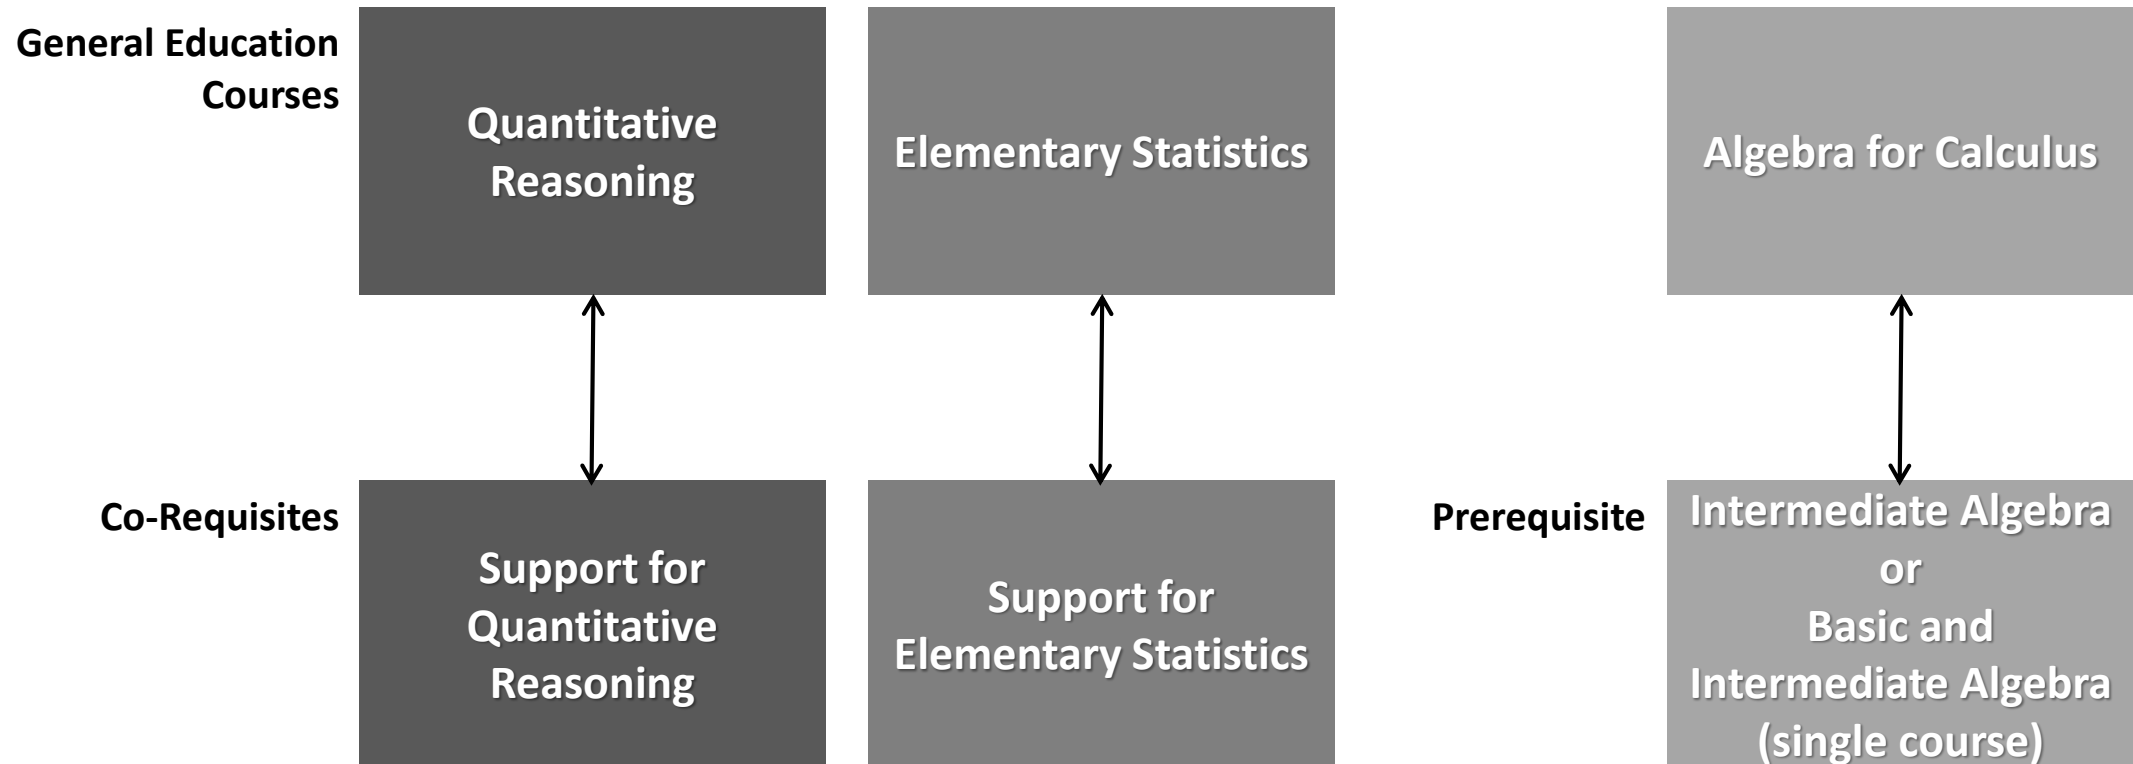 General Education
Courses
Quantitative
Reasoning
Elementary Statistics
Algebra for Calculus
Co-Requisites
Support for
Quantitative
Reasoning
Support for
Elementary Statistics
Prerequisite
Intermediate Algebra
or
Basic and
Intermediate Algebra
(single course)